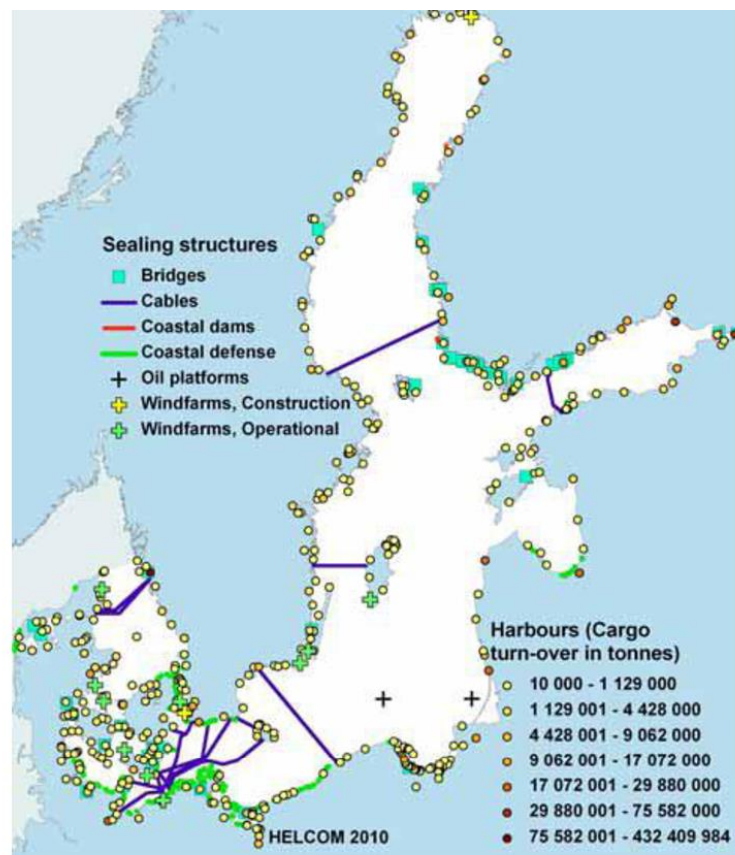 Sealing structures
Bridges
Cables
Coastal dams
Coastal defense
Oil platforms
Windfarms, Construction
Windfarms, Operational
Harbours (Cargo
turn-over in tonnes)
10 000 - 1 129 000
1 129 001 - 4 428 000
4 428 001 - 9 062 000
9 062 001 - 17 072 000
17 072 001 - 29 880 000
29 880 001 - 75 582 000
75 582 001 - 432 409 984
HELCOM 2010